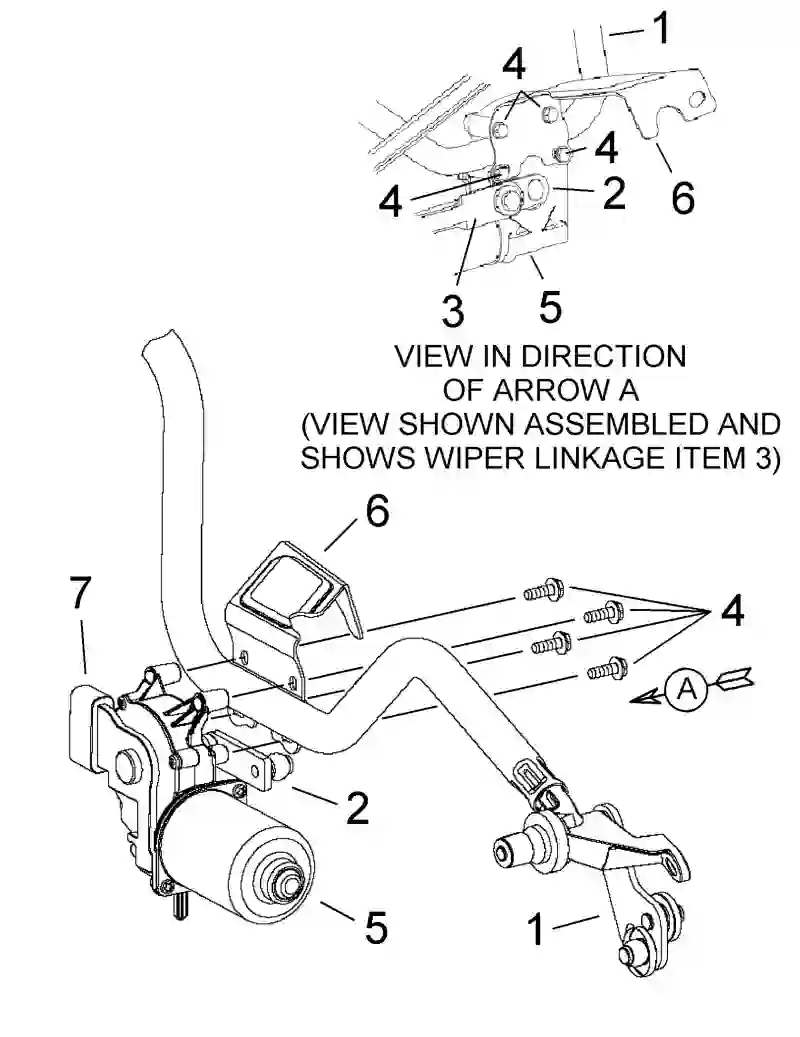 1
4
4
6
4
2
3
5
VIEW IN DIRECTION
OF ARROW A
(VIEW SHOWN ASSEMBLED AND
SHOWS WIPER LINKAGE ITEM 3)
6
7
4
A
2
5
1